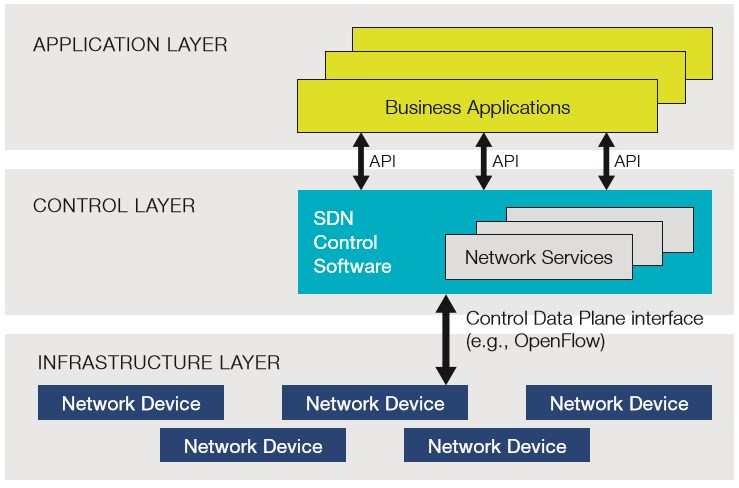 APPLICATION LAYER
Business Applications
API
API
API
CONTROL LAYER
SDN
Control
Software
Network Services
Control Data Plane interface
(e.g., OpenFlow)
INFRASTRUCTURE LAYER
Network Device
Network Device
Network Device
Network Device
Network Device